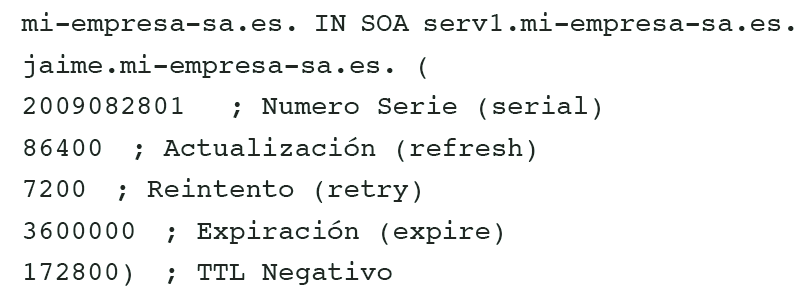 mi-empresa-sa.es. IN SOA serv1.mi-empresa-sa.es.
jaime.mi-empresa-sa.es. (
2009082801 ; Numero Serie (serial)
86400 ; Actualización (refresh)
7200 ; Reintento (retry)
3600000 ; Expiración (expire)
172800) ; TTL Negativo